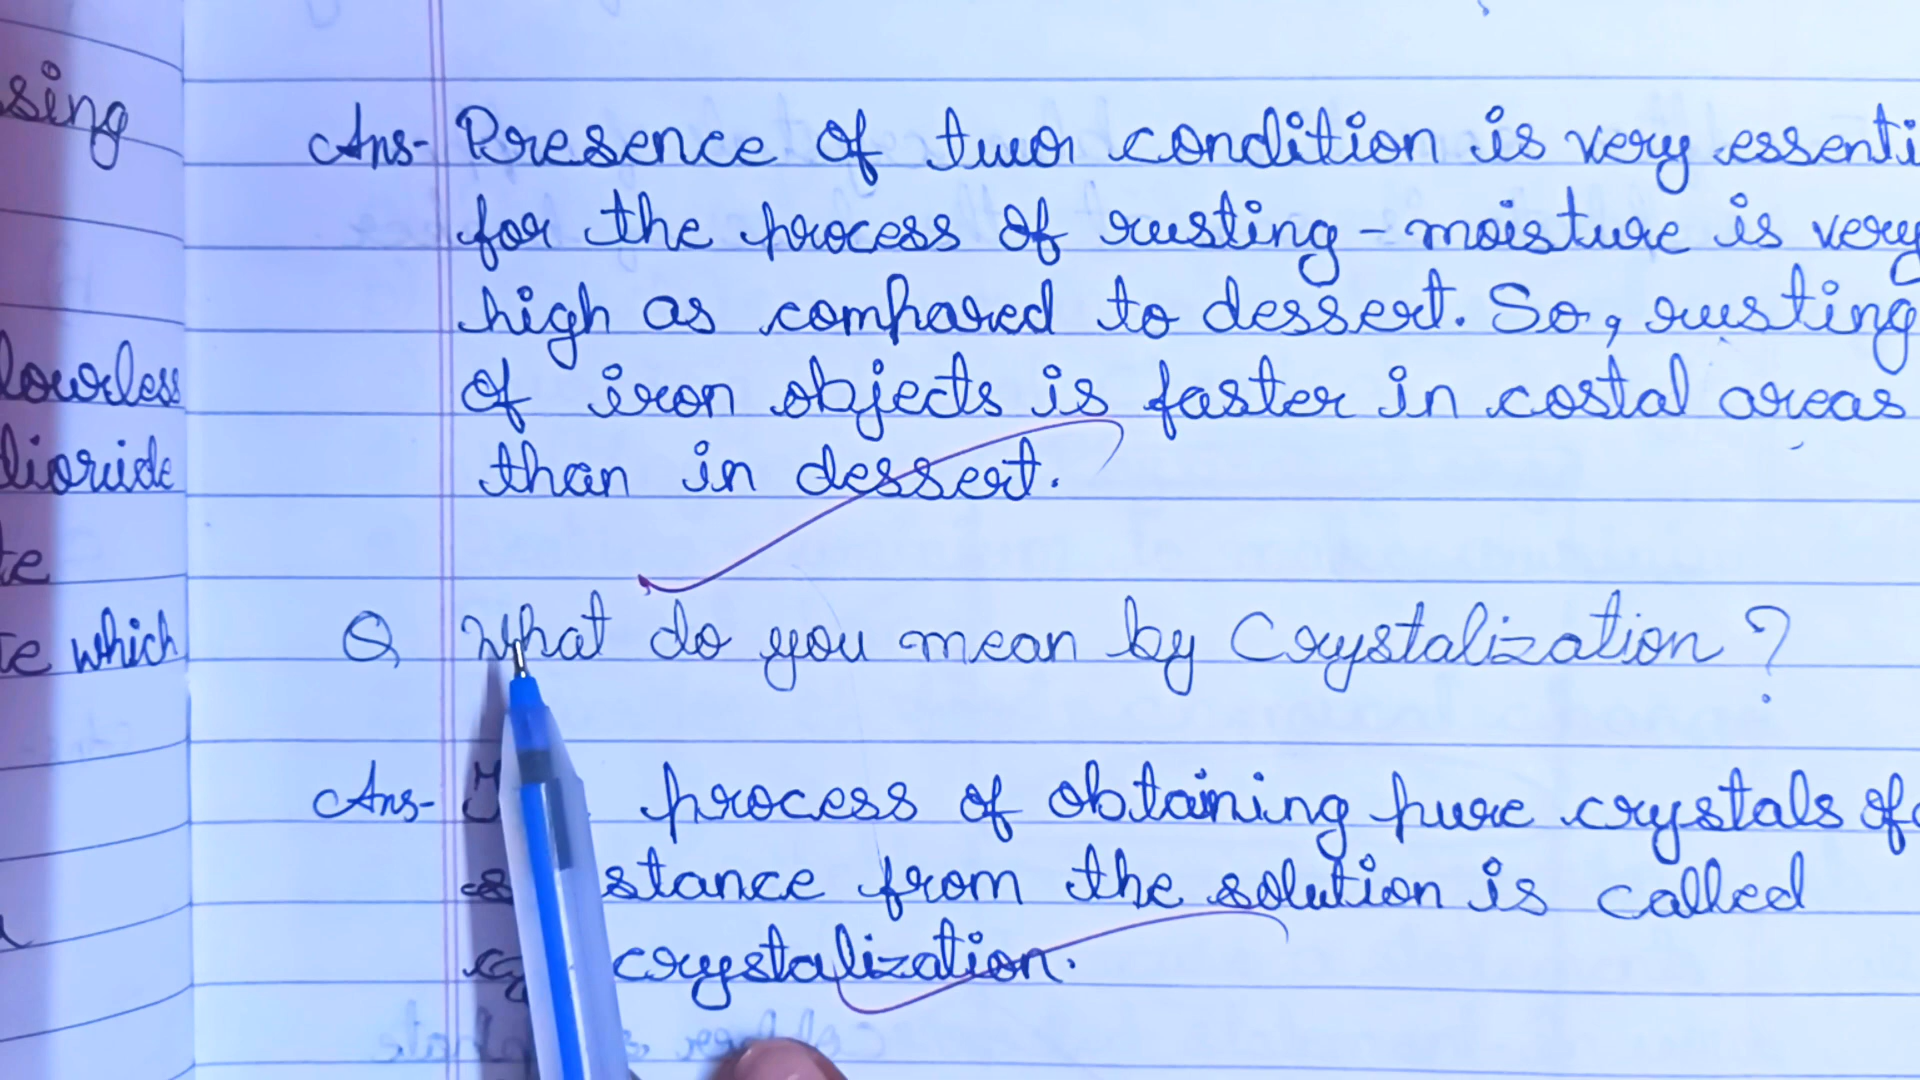 sing
lowrless
dioxide
te
te which
Ans- Presence of two condition is very essenti
for the process of rusting - moisture is very
high as compared to dessert. So, rusting
of iron objects is faster in costal areas
than in dessert.
Q What do you mean by Crystalization ?
Ans- process of obtaining pure crystals of
stance from the solution is called
crystalization.